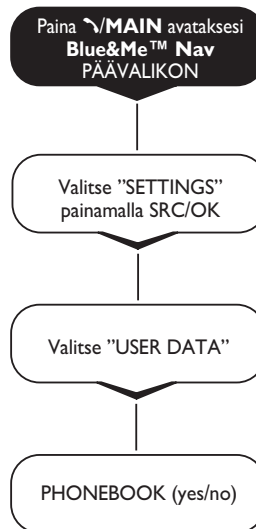 Paina /MAIN avataksesi
Blue&Me™ Nav
PÄÄVALIKON
Valitse ”SETTINGS”
painamalla SRC/OK
Valitse ”USER DATA”
PHONEBOOK (yes/no)